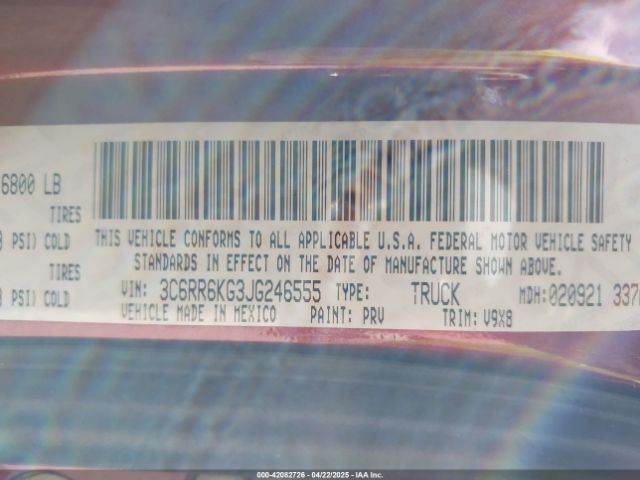 6800 LB
TIRES
PSI) COLD
TIRES
PSI) COLD
THIS VEHICLE CONFORMS TO ALL APPLICABLE U.S.A. FEDERAL MOTOR VEHICLE SAFETY
STANDARDS IN EFFECT ON THE DATE OF MANUFACTURE SHOWN ABOVE.
VIN: 3C6RR6KG3JG246555 TYPE: TRUCK MDH: 020921 337
VEHICLE MADE IN MEXICO PAINT: PRV TRIM: V9X8
000-42082726 - 04/22/2025 - IAA Inc.